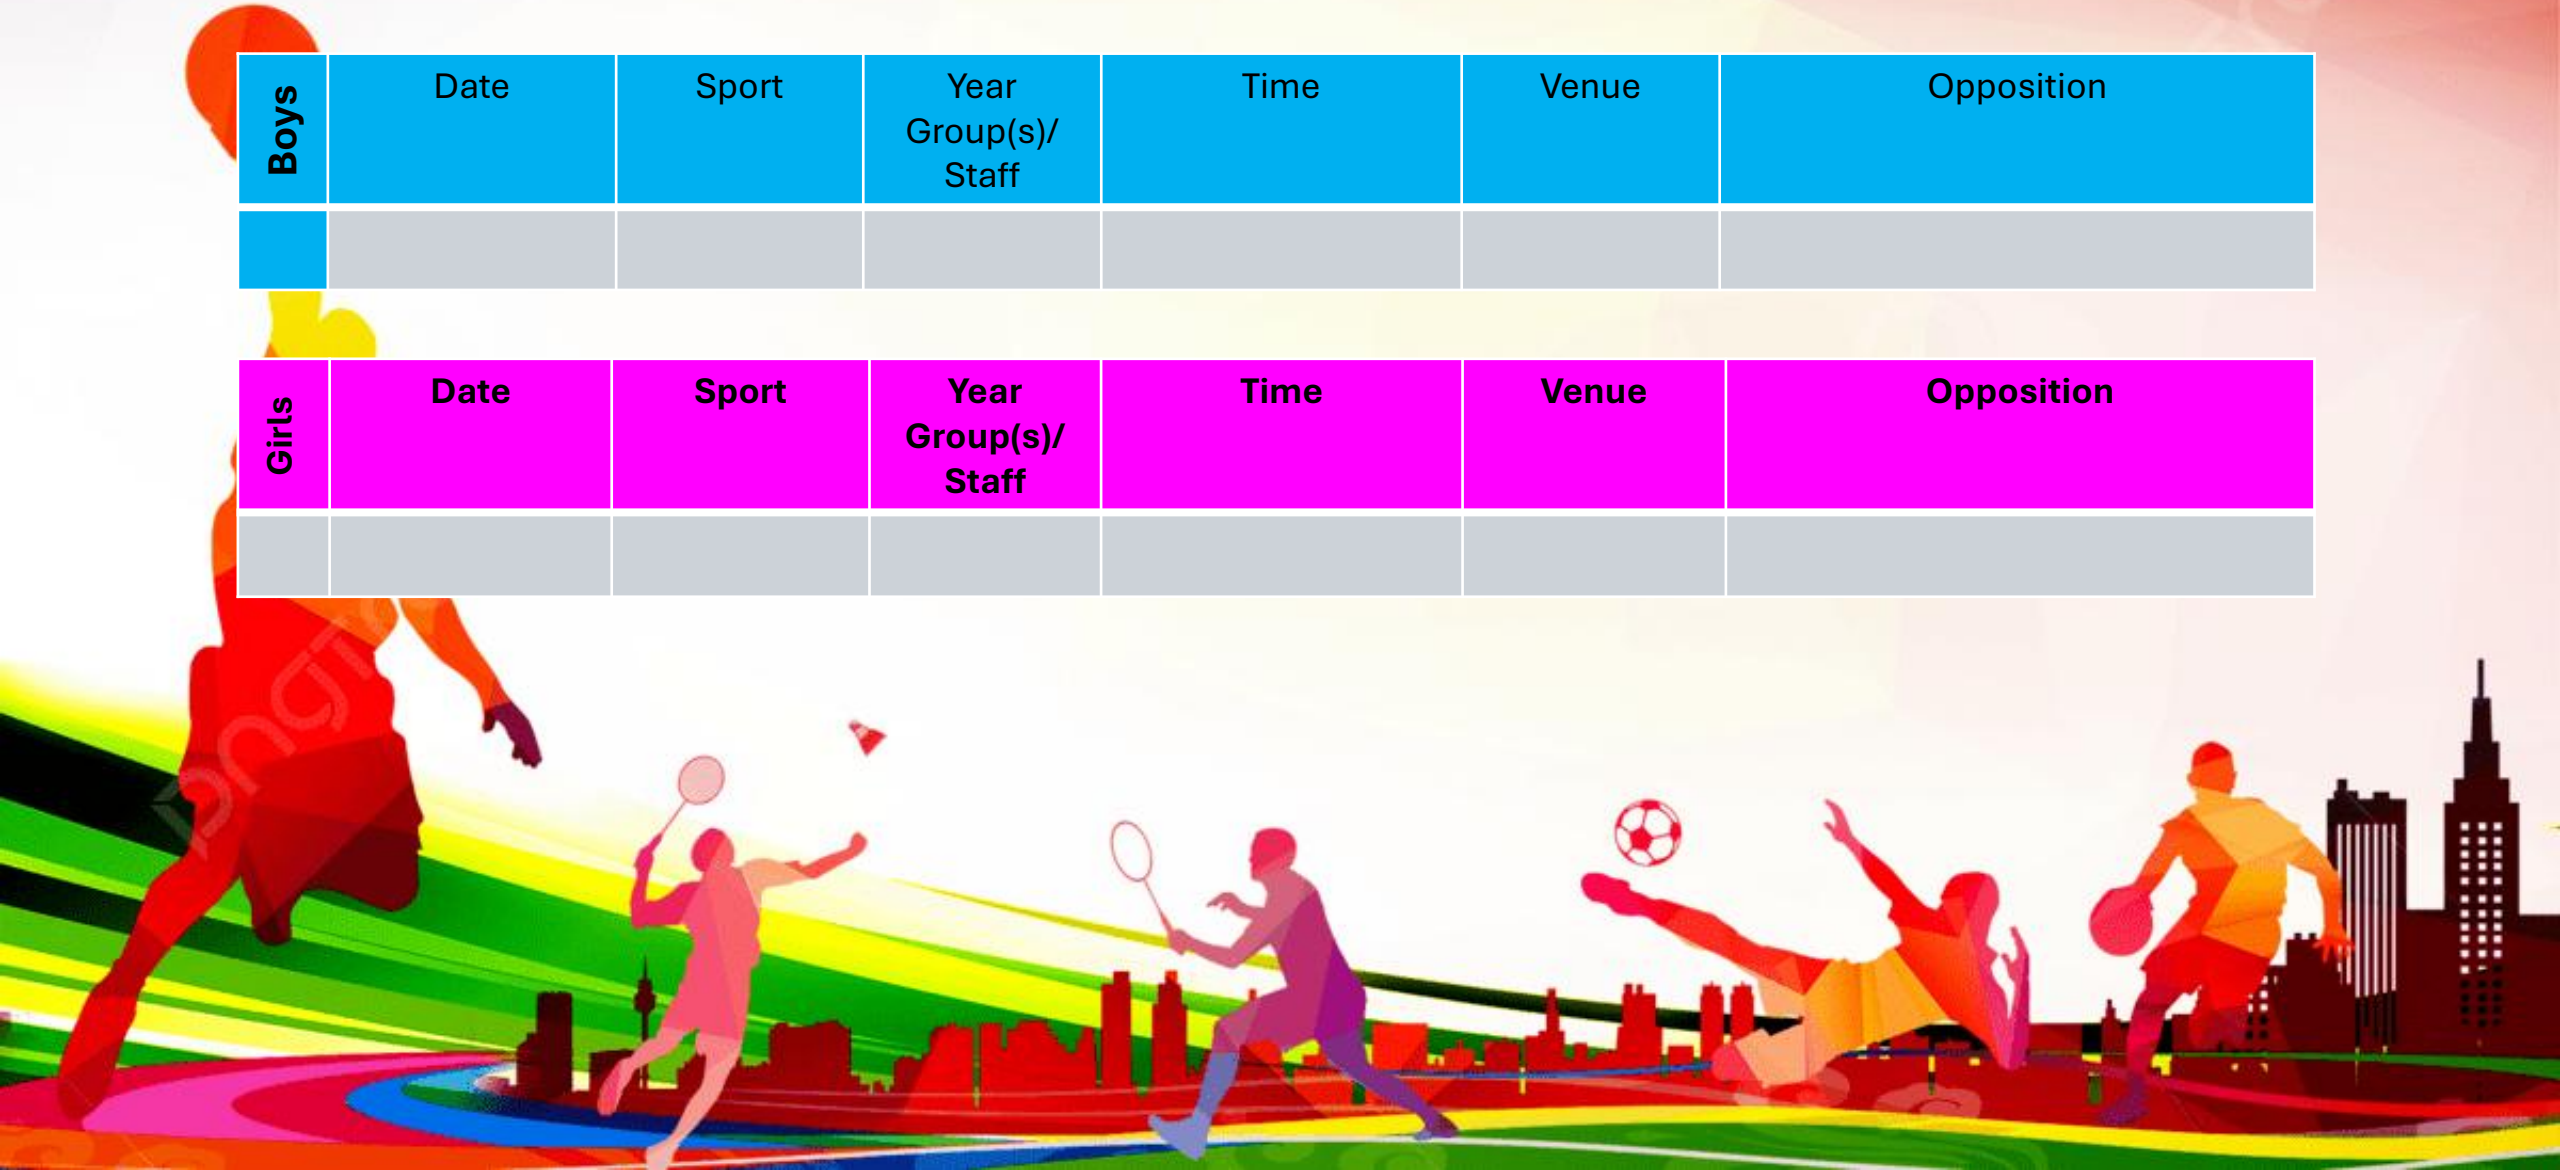 Boys
Date
Sport
Year
Group(s)/
Staff
Time
Venue
Opposition
Girls
Date
Sport
Year
Group(s)/
Staff
Time
Venue
Opposition